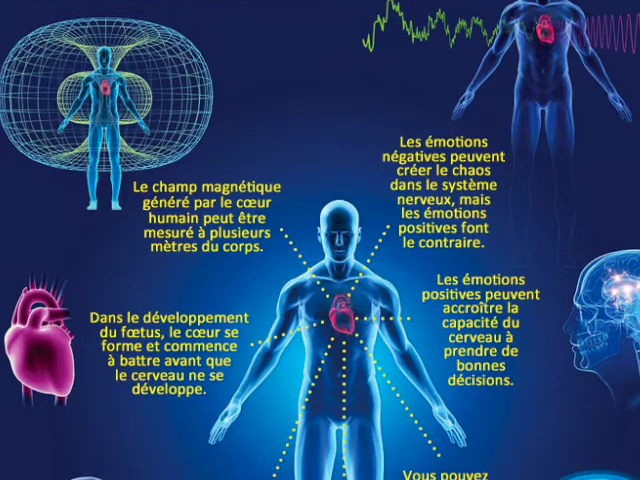 Les émotions
négatives peuvent
créer le chaos
dans le système
nerveux, mais
les émotions
positives font
le contraire.
Le champ magnétique
généré par le cœur
humain peut être
mesuré à plusieurs
mètres du corps.
Les émotions
positives peuvent
accroître la
capacité du
cerveau à
prendre de
bonnes
décisions.
Dans le développement
du fœtus, le cœur se
forme et commence
à battre avant que
le cerveau ne se
développe.
Vous pouvez